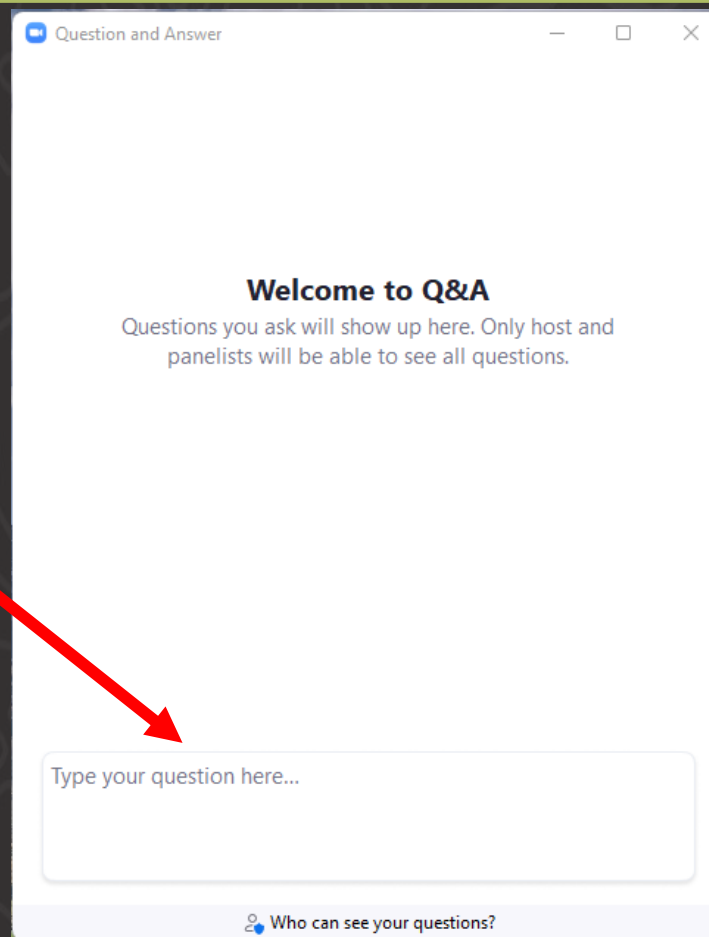 Question and Answer
Welcome to Q&A
Questions you ask will show up here. Only host and
panelists will be able to see all questions.
Type your question here...
Who can see your questions?